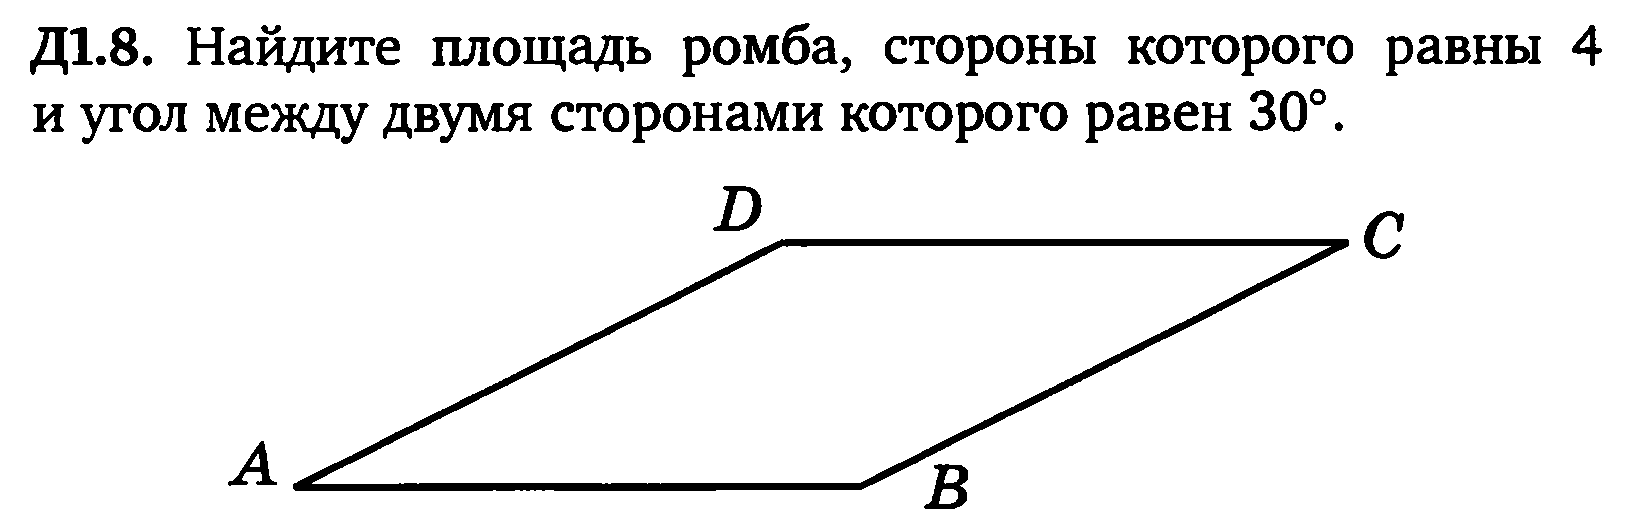 Д1.8. Найдите площадь ромба, стороны которого равны 4
и угол между двумя сторонами которого равен 30°.
D
C
A
B